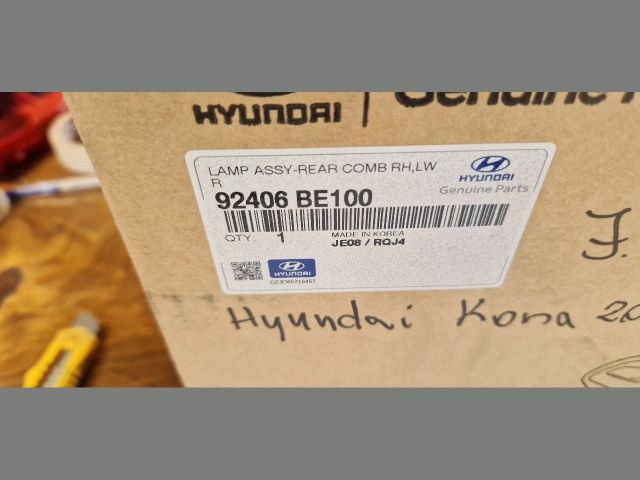 HYUNDAI
Genuine
LAMP ASSY-REAR COMB RH,LW
R
HYUNDAI
Genuine Parts
92406 BE100
QTY: 1
MADE IN KOREA
JE08 / RQJ4
HYUNDAI
Hyundai Kona